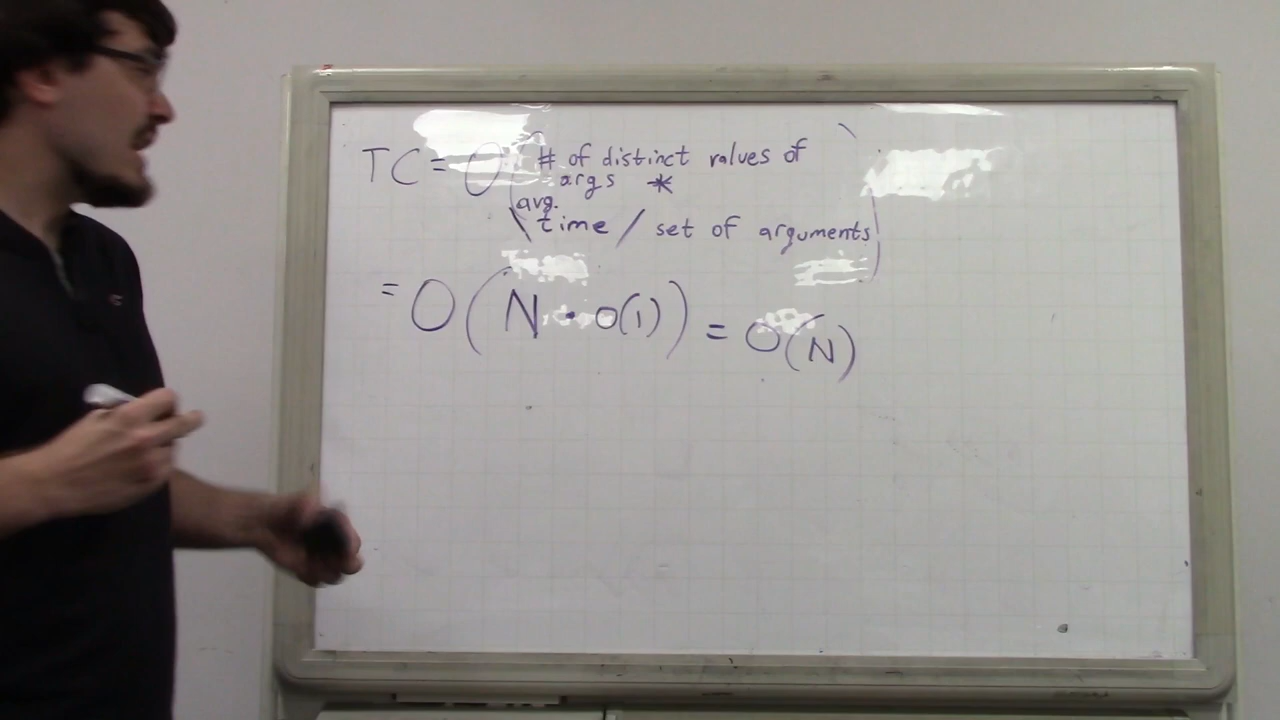 TC = O( # of distinct values of
args *
avg.
time / set of arguments )
= O( N · O(1) ) = O(N)